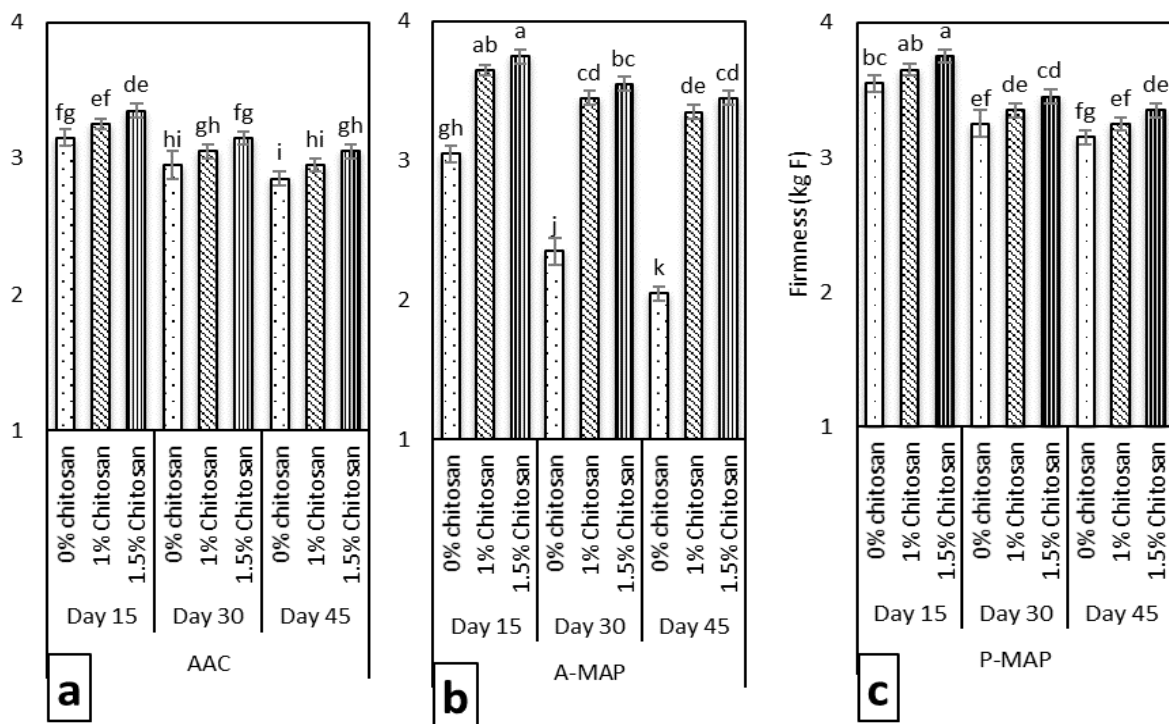 4
3
2
1
fg
ef
de
hi
gh
fg
i
hi
gh
0% chitosan
1% Chitosan
1.5% Chitosan
0% chitosan
1% Chitosan
1.5% Chitosan
0% chitosan
1% Chitosan
1.5% Chitosan
Day 15
Day 30
Day 45
AAC
a
4
3
2
1
gh
ab
a
j
cd
bc
k
de
cd
0% chitosan
1% Chitosan
1.5% Chitosan
0% chitosan
1% Chitosan
1.5% Chitosan
0% chitosan
1% Chitosan
1.5% Chitosan
Day 15
Day 30
Day 45
A-MAP
b
Firmness (kg F)
4
3
2
1
bc
ab
a
ef
de
cd
fg
ef
de
0% chitosan
1% Chitosan
1.5% Chitosan
0% chitosan
1% Chitosan
1.5% Chitosan
0% chitosan
1% Chitosan
1.5% Chitosan
Day 15
Day 30
Day 45
P-MAP
c